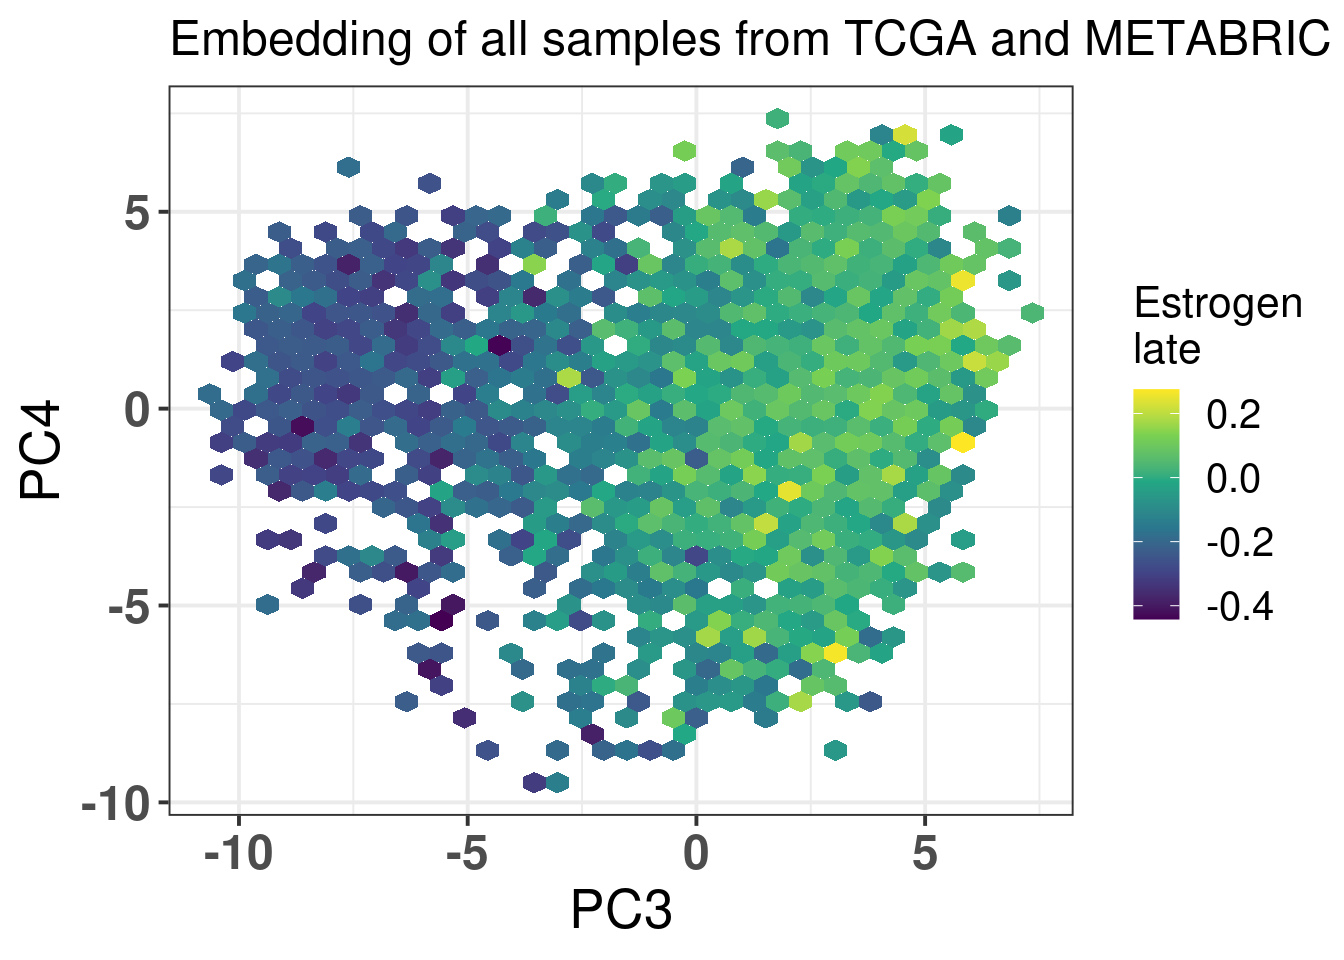 Embedding of all samples from TCGA and METABRIC
5
0
-5
-10
PC4
-10 -5 0 5
PC3
Estrogen
late
0.2
0.0
-0.2
-0.4